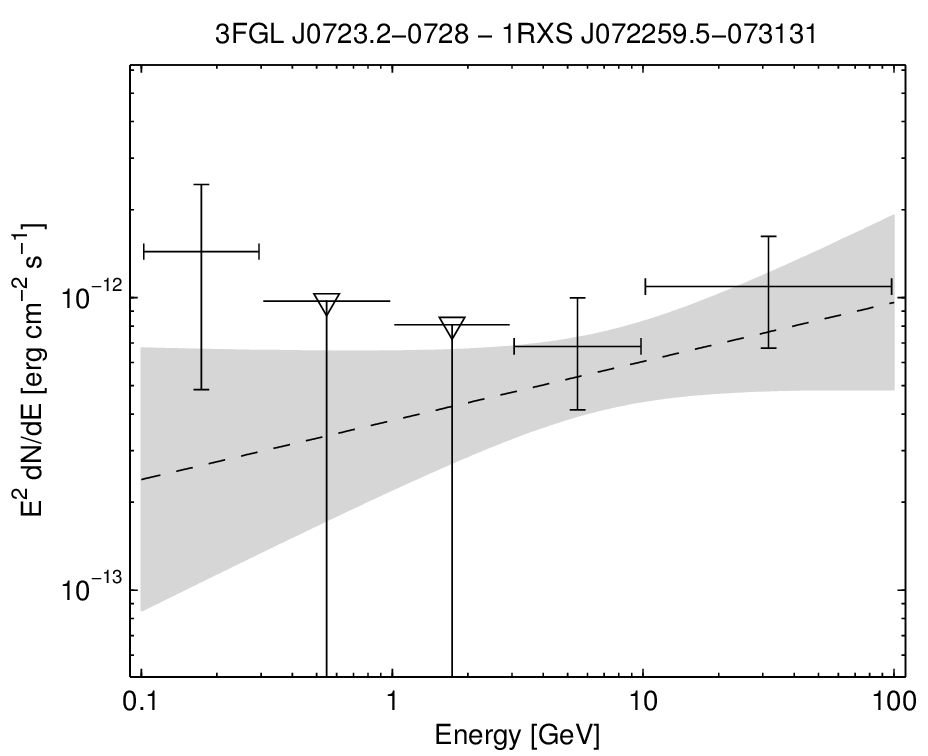 3FGL J0723.2−0728 − 1RXS J072259.5−073131
E² dN/dE [erg cm⁻² s⁻¹]
10⁻¹²
10⁻¹³
0.1 1 10 100
Energy [GeV]